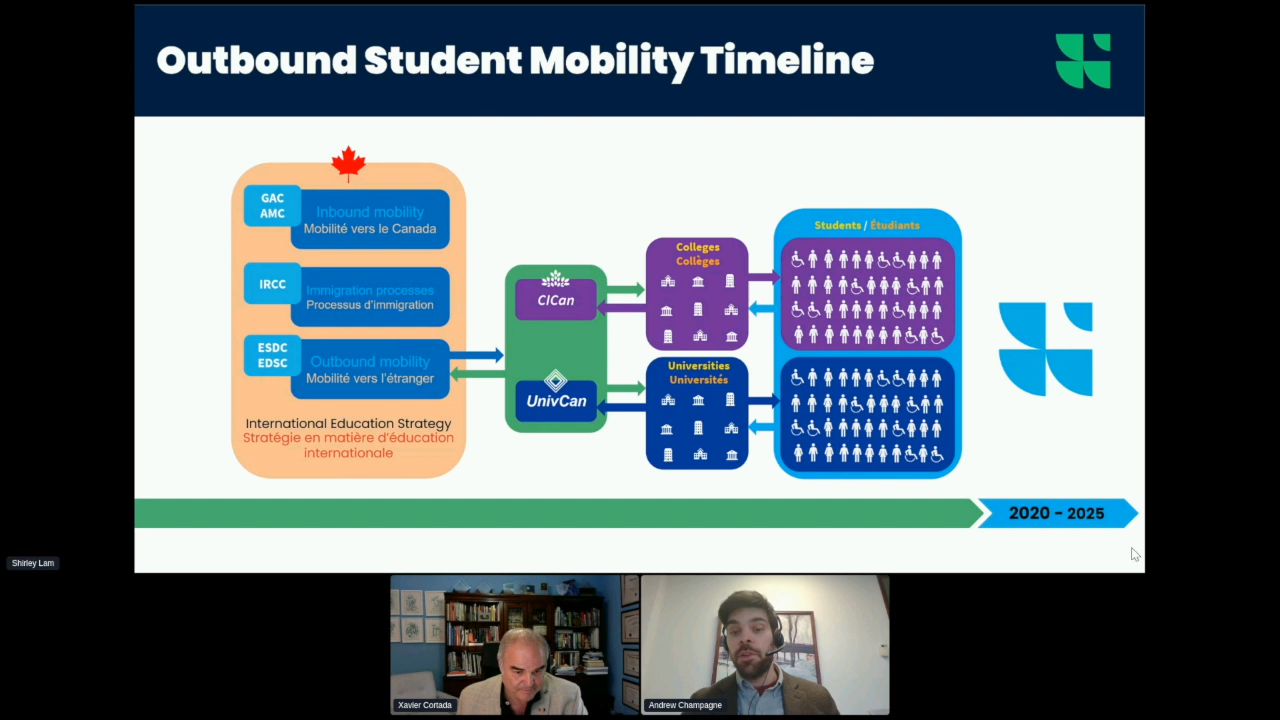 Outbound Student Mobility Timeline
GAC
AMC
Inbound mobility
Mobilité vers le Canada
IRCC
Immigration processes
Processus d'immigration
ESDC
EDSC
Outbound mobility
Mobilité vers l'étranger
International Education Strategy
Stratégie en matière d'éducation
internationale
CICan
UnivCan
Colleges
Collèges
Universities
Universités
Students / Étudiants
2020 - 2025
Shirley Lam
Xavier Cortada
Andrew Champagne